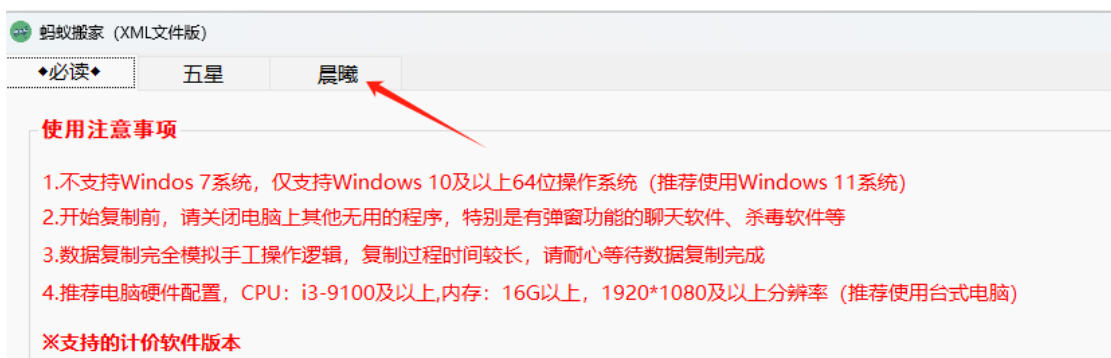 蚂蚁搬家 (XML文件版)
◆必读◆ 五星 晨曦
使用注意事项
1.不支持Windos 7系统，仅支持Windows 10及以上64位操作系统 (推荐使用Windows 11系统)
2.开始复制前，请关闭电脑上其他无用的程序，特别是有弹窗功能的聊天软件、杀毒软件等
3.数据复制完全模拟手工操作逻辑，复制过程时间较长，请耐心等待数据复制完成
4.推荐电脑硬件配置，CPU：i3-9100及以上,内存：16G以上，1920*1080及以上分辨率 (推荐使用台式电脑)
※支持的计价软件版本